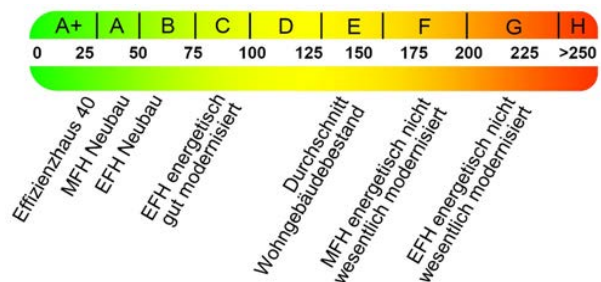 A+ A B C D E F G H
0 25 50 75 100 125 150 175 200 225 >250
Effizienzhaus 40
MFH Neubau
EFH Neubau
EFH energetisch
gut modernisiert
Durchschnitt
Wohngebäudebestand
MFH energetisch nicht
wesentlich modernisiert
EFH energetisch nicht
wesentlich modernisiert